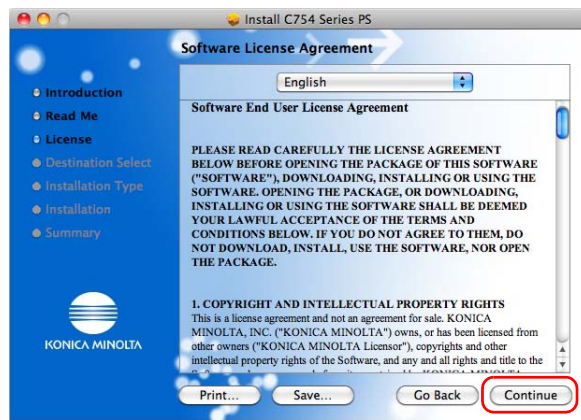 Install C754 Series PS
Software License Agreement
Introduction
Read Me
License
Destination Select
Installation Type
Installation
Summary
KONICA MINOLTA
English
Software End User License Agreement
PLEASE READ CAREFULLY THE LICENSE AGREEMENT
BELOW BEFORE OPENING THE PACKAGE OF THIS SOFTWARE
("SOFTWARE"), DOWNLOADING, INSTALLING OR USING THE
SOFTWARE. OPENING THE PACKAGE, OR DOWNLOADING,
INSTALLING OR USING THE SOFTWARE SHALL BE DEEMED
YOUR LAWFUL ACCEPTANCE OF THE TERMS AND
CONDITIONS BELOW. IF YOU DO NOT AGREE TO THEM, DO
NOT DOWNLOAD, INSTALL, USE THE SOFTWARE, NOR OPEN
THE PACKAGE.
1. COPYRIGHT AND INTELLECTUAL PROPERTY RIGHTS
This is a license agreement and not an agreement for sale. KONICA
MINOLTA, INC. ("KONICA MINOLTA") owns, or has been licensed from
other owners ("KONICA MINOLTA Licensor"), copyrights and other
intellectual property rights of the Software, and any and all rights and title to the
Print... Save... Go Back Continue